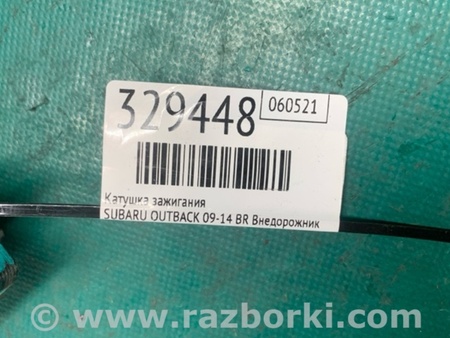 329448
060521
Катушка зажигания
SUBARU OUTBACK 09-14 BR Внедорожник
www.razborki.com